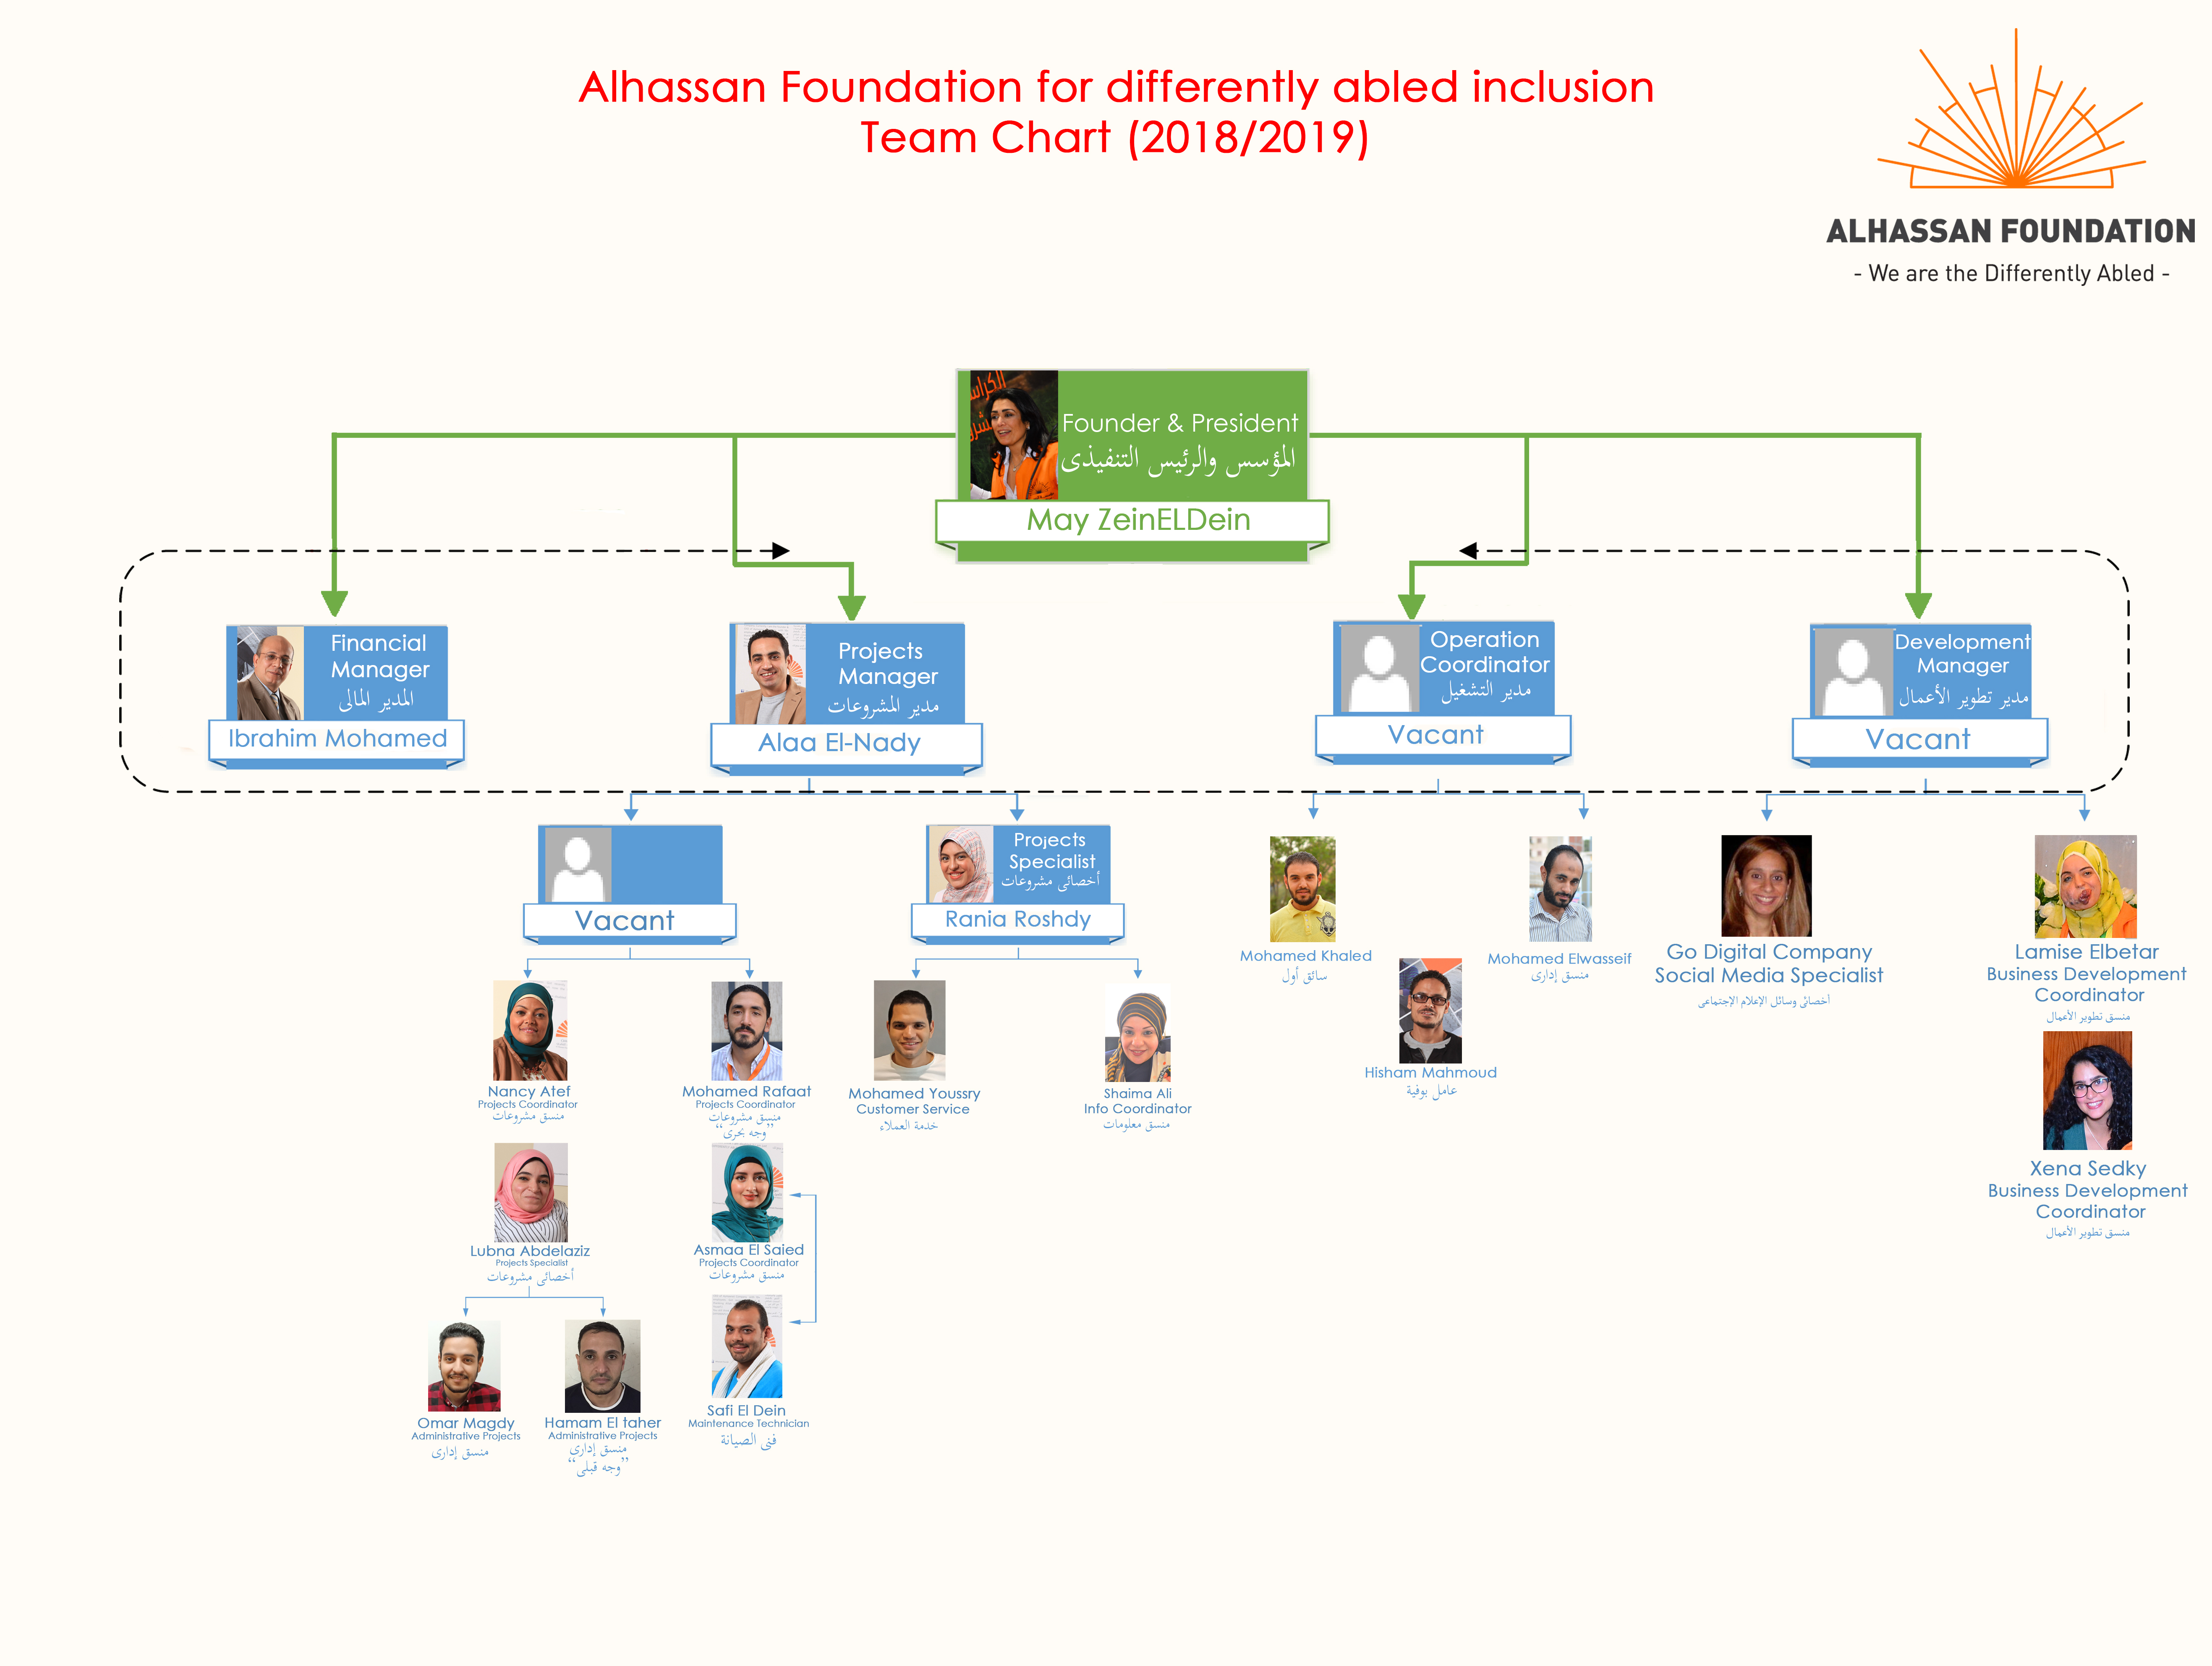 Alhassan Foundation for differently abled inclusion
Team Chart (2018/2019)
ALHASSAN FOUNDATION
- We are the Differently Abled -
Founder & President
المؤسس والرئيس التنفيذى
May ZeinELDein
Financial
Manager
المدير المالى
Ibrahim Mohamed
Projects
Manager
مدير المشروعات
Alaa El-Nady
Operation
Coordinator
مدير التشغيل
Vacant
Development
Manager
مدير تطوير الأعمال
Vacant
Vacant
Projects
Specialist
أخصائى مشروعات
Rania Roshdy
Mohamed Khaled
سائق أول
Mohamed Elwasseif
منسق إدارى
Hisham Mahmoud
عامل بوفية
Go Digital Company
Social Media Specialist
أخصائى وسائل الإعلام الإجتماعى
Lamise Elbetar
Business Development
Coordinator
منسق تطوير الأعمال
Xena Sedky
Business Development
Coordinator
منسق تطوير الأعمال
Nancy Atef
Projects Coordinator
منسق مشروعات
Mohamed Rafaat
Projects Coordinator
منسق مشروعات
”وجه بحرى“
Mohamed Youssry
Customer Service
خدمة العملاء
Shaima Ali
Info Coordinator
منسق معلومات
Lubna Abdelaziz
Projects Specialist
أخصائى مشروعات
Asmaa El Saied
Projects Coordinator
منسق مشروعات
Omar Magdy
Administrative Projects
منسق إدارى
Hamam El taher
Administrative Projects
منسق إدارى
”وجه قبلى“
Safi El Dein
Maintenance Technician
فنى الصيانة